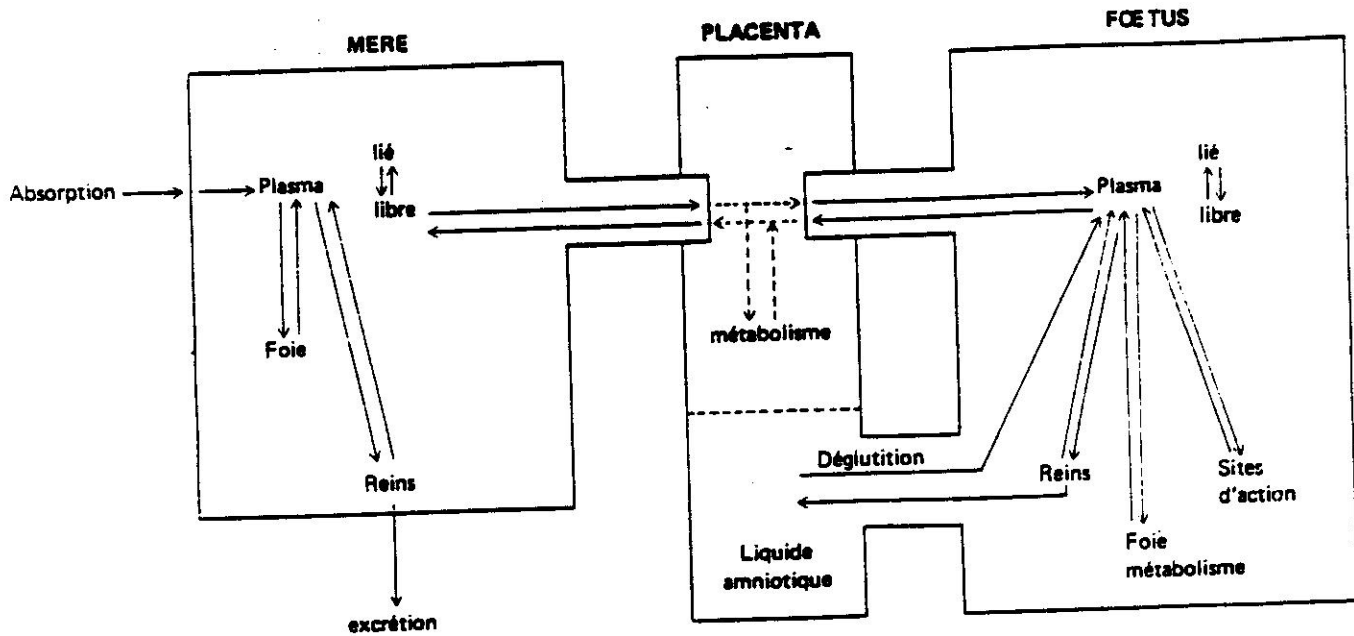 MERE
PLACENTA
FŒTUS
Absorption
Plasma
lié
libre
Foie
Reins
excrétion
métabolisme
Déglutition
Liquide
amniotique
Plasma
lié
libre
Reins
Foie
métabolisme
Sites
d'action